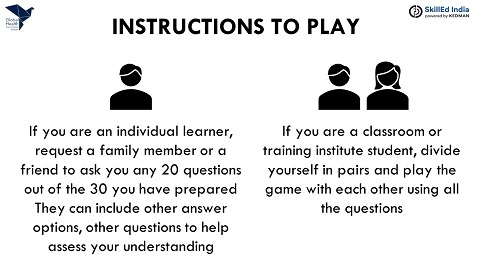 Global
Health
SkillEd India
powered by KEDMAN
INSTRUCTIONS TO PLAY
If you are an individual learner,
request a family member or a
friend to ask you any 20 questions
out of the 30 you have prepared
They can include other answer
options, other questions to help
assess your understanding
If you are a classroom or
training institute student, divide
yourself in pairs and play the
game with each other using all
the questions